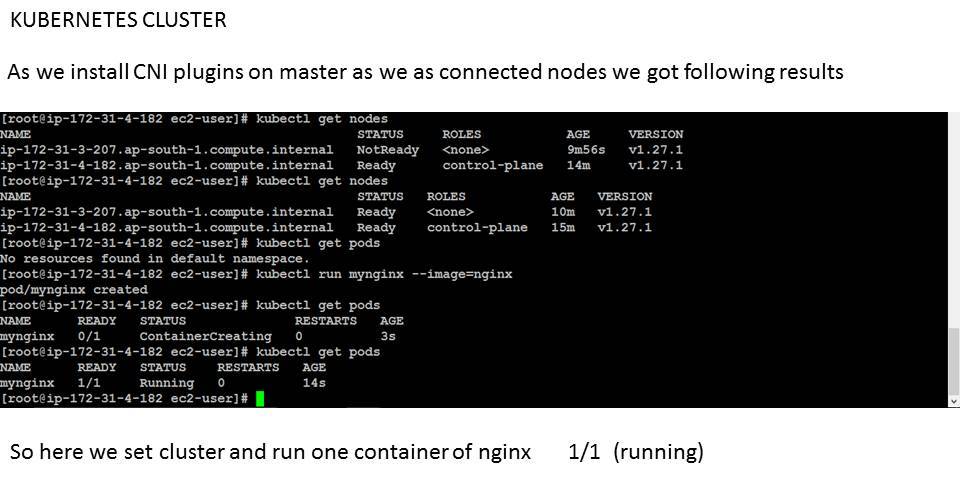 KUBERNETES CLUSTER
As we install CNI plugins on master as we as connected nodes we got following results
[root@ip-172-31-4-182 ec2-user]# kubectl get nodes
NAME STATUS ROLES AGE VERSION
ip-172-31-3-207.ap-south-1.compute.internal NotReady <none> 9m56s v1.27.1
ip-172-31-4-182.ap-south-1.compute.internal Ready control-plane 14m v1.27.1
[root@ip-172-31-4-182 ec2-user]# kubectl get nodes
NAME STATUS ROLES AGE VERSION
ip-172-31-3-207.ap-south-1.compute.internal Ready <none> 10m v1.27.1
ip-172-31-4-182.ap-south-1.compute.internal Ready control-plane 15m v1.27.1
[root@ip-172-31-4-182 ec2-user]# kubectl get pods
No resources found in default namespace.
[root@ip-172-31-4-182 ec2-user]# kubectl run mynginx --image=nginx
pod/mynginx created
[root@ip-172-31-4-182 ec2-user]# kubectl get pods
NAME READY STATUS RESTARTS AGE
mynginx 0/1 ContainerCreating 0 3s
[root@ip-172-31-4-182 ec2-user]# kubectl get pods
NAME READY STATUS RESTARTS AGE
mynginx 1/1 Running 0 14s
[root@ip-172-31-4-182 ec2-user]#
So here we set cluster and run one container of nginx 1/1 (running)